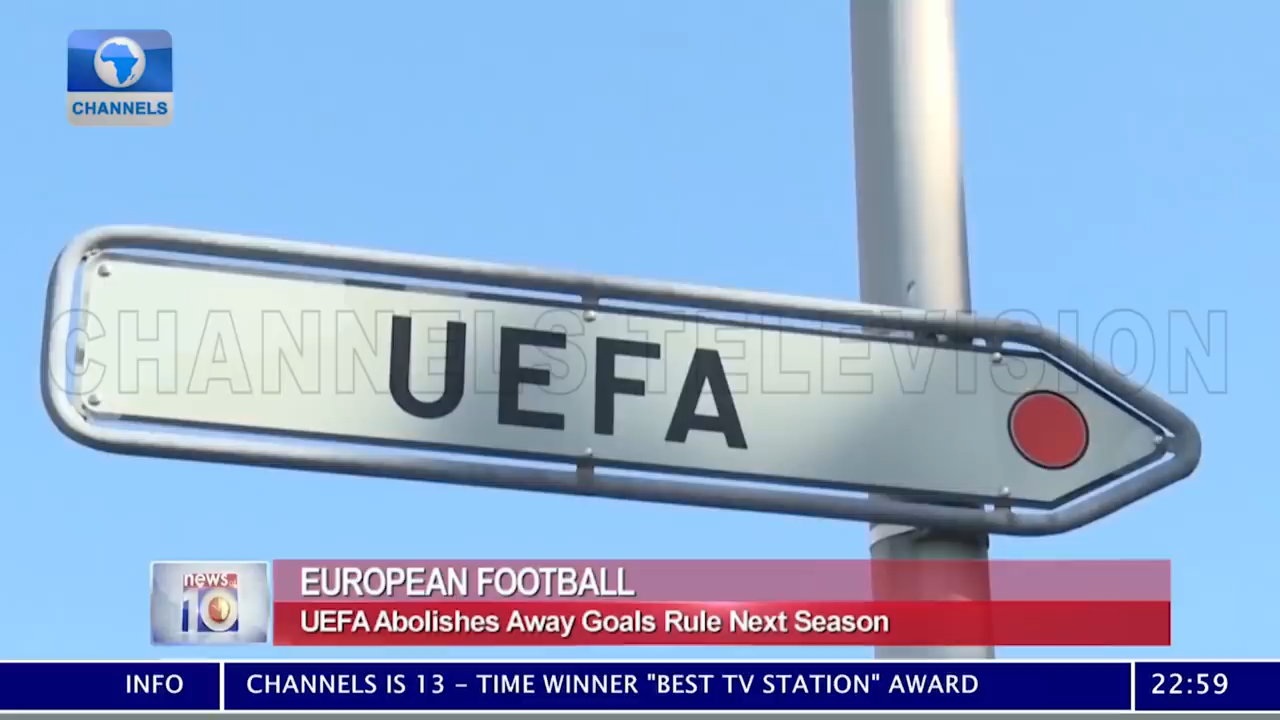 CHANNELS
CHANNELS TELEVISION
UEFA
news
10
EUROPEAN FOOTBALL
UEFA Abolishes Away Goals Rule Next Season
INFO
CHANNELS IS 13 – TIME WINNER "BEST TV STATION" AWARD
22:59